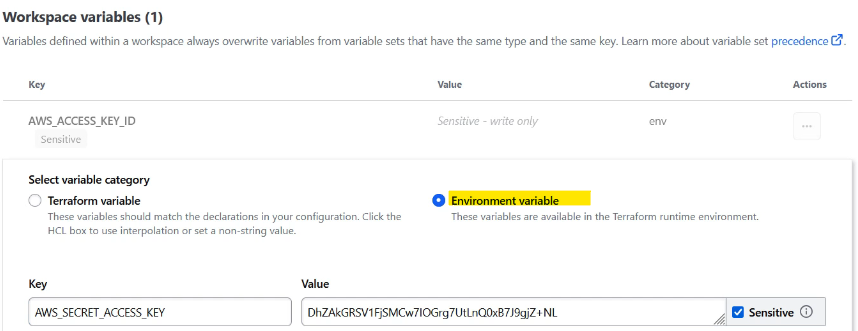 Workspace variables (1)
Variables defined within a workspace always overwrite variables from variable sets that have the same type and the same key. Learn more about variable set precedence.
Key Value Category Actions
AWS_ACCESS_KEY_ID Sensitive - write only env ...
Sensitive
Select variable category
Terraform variable Environment variable
These variables should match the declarations in your configuration. Click the These variables are available in the Terraform runtime environment.
HCL box to use interpolation or set a non-string value.
Key Value
AWS_SECRET_ACCESS_KEY DhZAkGRSV1FjSMCw7IOGrg7UtLnQ0xB7J9gjZ+NL Sensitive